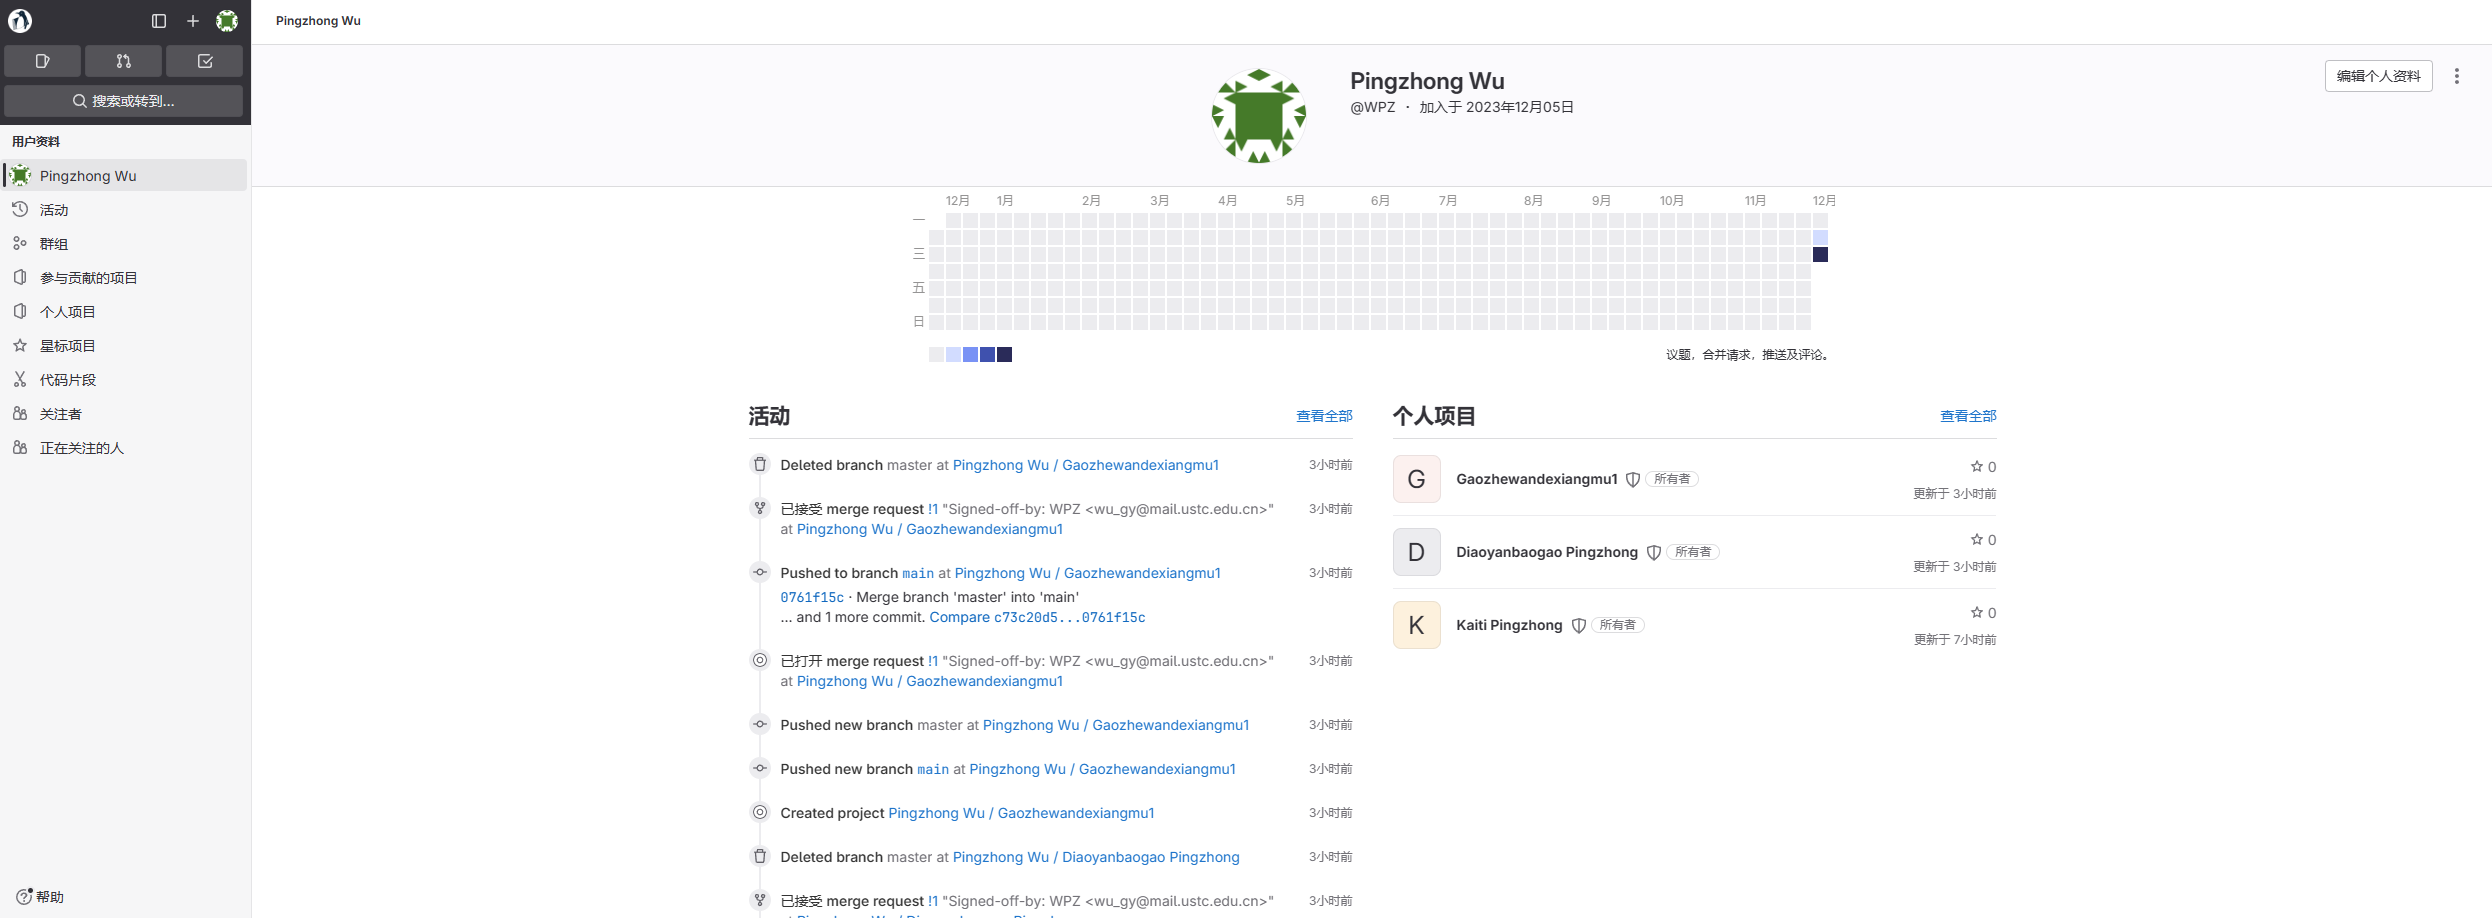 Pingzhong Wu
搜索或转到...
用户资料
Pingzhong Wu
活动
群组
参与贡献的项目
个人项目
星标项目
代码片段
关注者
正在关注的人
帮助
Pingzhong Wu
@WPZ · 加入于 2023年12月05日
编辑个人资料
12月 1月 2月 3月 4月 5月 6月 7月 8月 9月 10月 11月 12月
一
三
五
日
议题，合并请求，推送及评论。
活动 查看全部
Deleted branch master at Pingzhong Wu / Gaozhewandexiangmu1 3小时前
已接受 merge request !1 "Signed-off-by: WPZ <wu_gy@mail.ustc.edu.cn>" 3小时前
at Pingzhong Wu / Gaozhewandexiangmu1
Pushed to branch main at Pingzhong Wu / Gaozhewandexiangmu1 3小时前
0761f15c · Merge branch 'master' into 'main'
... and 1 more commit. Compare c73c20d5...0761f15c
已打开 merge request !1 "Signed-off-by: WPZ <wu_gy@mail.ustc.edu.cn>" 3小时前
at Pingzhong Wu / Gaozhewandexiangmu1
Pushed new branch master at Pingzhong Wu / Gaozhewandexiangmu1 3小时前
Pushed new branch main at Pingzhong Wu / Gaozhewandexiangmu1 3小时前
Created project Pingzhong Wu / Gaozhewandexiangmu1 3小时前
Deleted branch master at Pingzhong Wu / Diaoyanbaogao Pingzhong 3小时前
已接受 merge request !1 "Signed-off-by: WPZ <wu_gy@mail.ustc.edu.cn>" 3小时前
个人项目 查看全部
G Gaozhewandexiangmu1 所有者 0
更新于 3小时前
D Diaoyanbaogao Pingzhong 所有者 0
更新于 3小时前
K Kaiti Pingzhong 所有者 0
更新于 7小时前